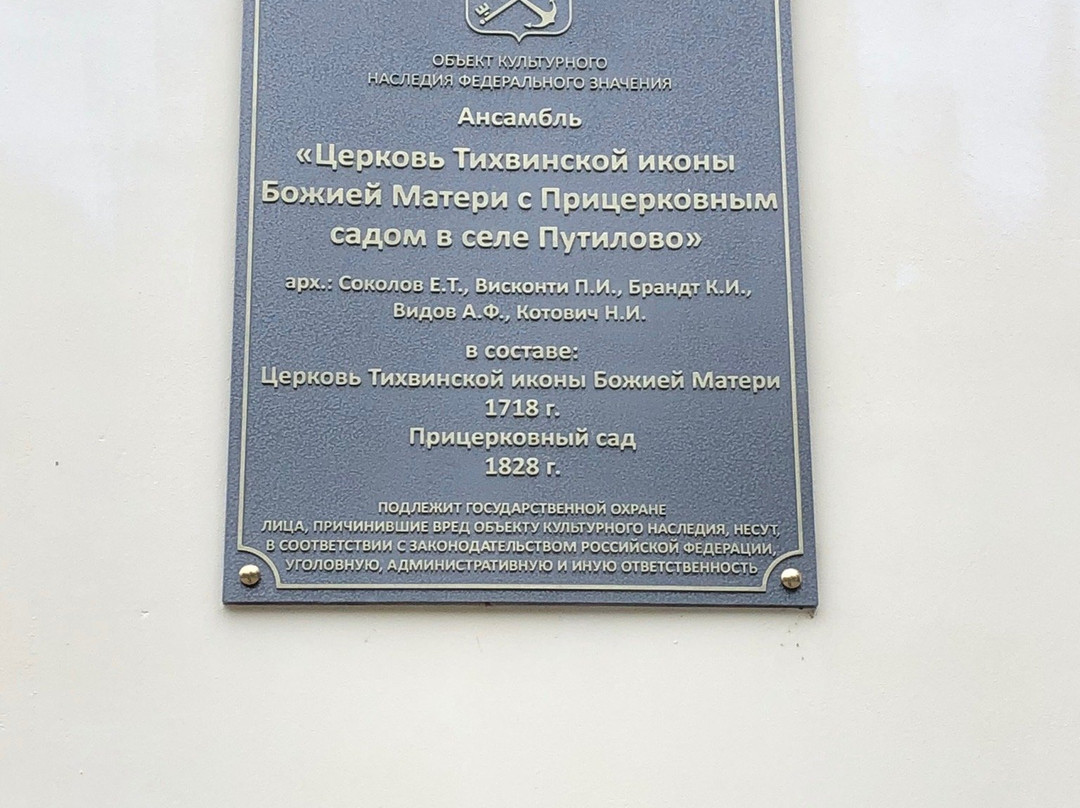 ОБЪЕКТ КУЛЬТУРНОГО
НАСЛЕДИЯ ФЕДЕРАЛЬНОГО ЗНАЧЕНИЯ
Ансамбль
«Церковь Тихвинской иконы
Божией Матери с Прицерковным
садом в селе Путилово»
арх.: Соколов Е.Т., Висконти П.И., Брандт К.И.,
Видов А.Ф., Котович Н.И.
в составе:
Церковь Тихвинской иконы Божией Матери
1718 г.
Прицерковный сад
1828 г.
ПОДЛЕЖИТ ГОСУДАРСТВЕННОЙ ОХРАНЕ
ЛИЦА, ПРИЧИНИВШИЕ ВРЕД ОБЪЕКТУ КУЛЬТУРНОГО НАСЛЕДИЯ, НЕСУТ,
В СООТВЕТСТВИИ С ЗАКОНОДАТЕЛЬСТВОМ РОССИЙСКОЙ ФЕДЕРАЦИИ,
УГОЛОВНУЮ, АДМИНИСТРАТИВНУЮ И ИНУЮ ОТВЕТСТВЕННОСТЬ